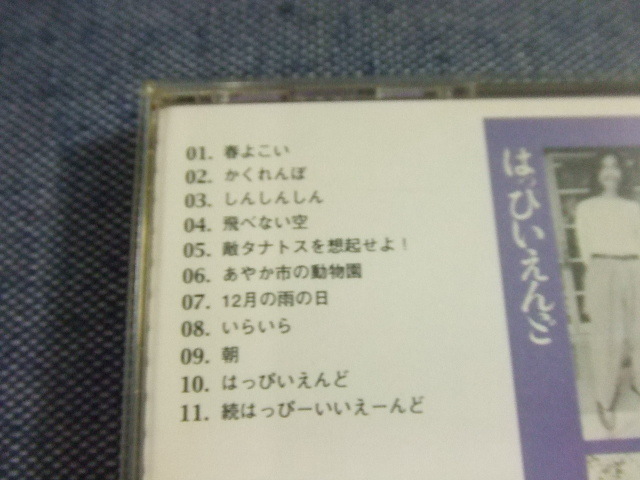 01. 春よこい
02. かくれんぼ
03. しんしんしん
04. 飛べない空
05. 敵タナトスを想起せよ！
06. あやか市の動物園
07. 12月の雨の日
08. いらいら
09. 朝
10. はっぴいえんど
11. 続はっぴーいいえーんど
はっぴいえんど